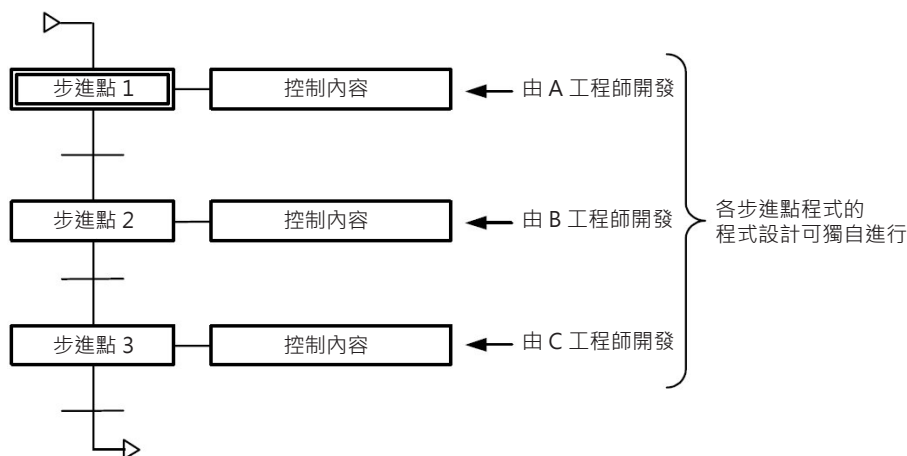 步進點 1
控制內容
由 A 工程師開發
步進點 2
控制內容
由 B 工程師開發
各步進點程式的
程式設計可獨自進行
步進點 3
控制內容
由 C 工程師開發